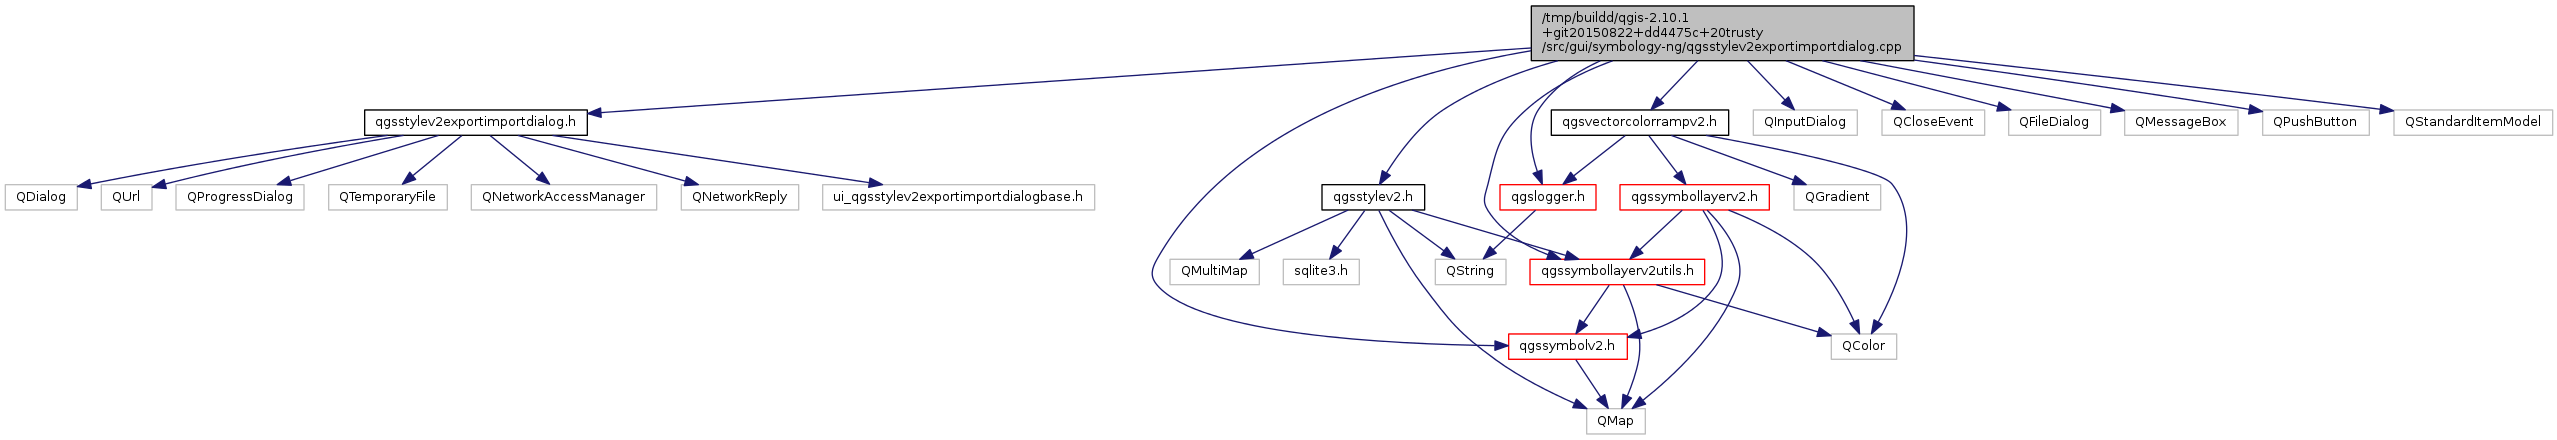 /tmp/buildd/qgis-2.10.1
+git20150822+dd4475c+20trusty
/src/gui/symbology-ng/qgsstylev2exportimportdialog.cpp
qgsstylev2exportimportdialog.h
qgsvectorcolorrampv2.h
QInputDialog
QCloseEvent
QFileDialog
QMessageBox
QPushButton
QStandardItemModel
QDialog
QUrl
QProgressDialog
QTemporaryFile
QNetworkAccessManager
QNetworkReply
ui_qgsstylev2exportimportdialogbase.h
qgsstylev2.h
qgslogger.h
qgssymbollayerv2.h
QGradient
QMultiMap
sqlite3.h
QString
qgssymbollayerv2utils.h
qgssymbolv2.h
QColor
QMap